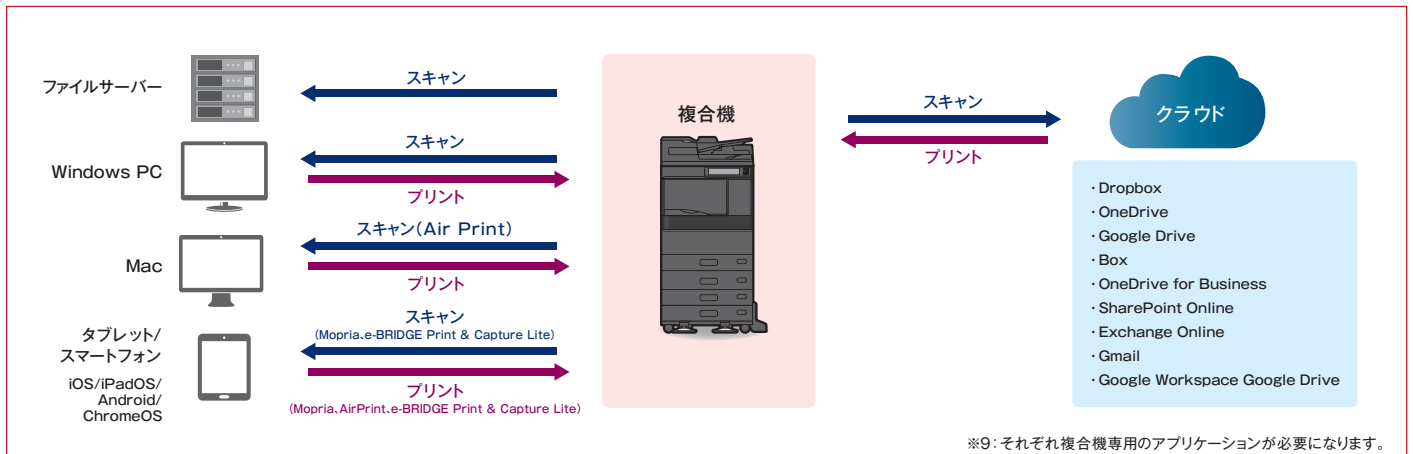 ファイルサーバー
スキャン
Windows PC
スキャン
プリント
Mac
スキャン(Air Print)
プリント
タブレット/
スマートフォン
iOS/iPadOS/
Android/
ChromeOS
スキャン
(Mopria、e-BRIDGE Print & Capture Lite)
プリント
(Mopria、AirPrint、e-BRIDGE Print & Capture Lite)
複合機
スキャン
プリント
クラウド
・Dropbox
・OneDrive
・Google Drive
・Box
・OneDrive for Business
・SharePoint Online
・Exchange Online
・Gmail
・Google Workspace Google Drive
※9：それぞれ複合機専用のアプリケーションが必要になります。